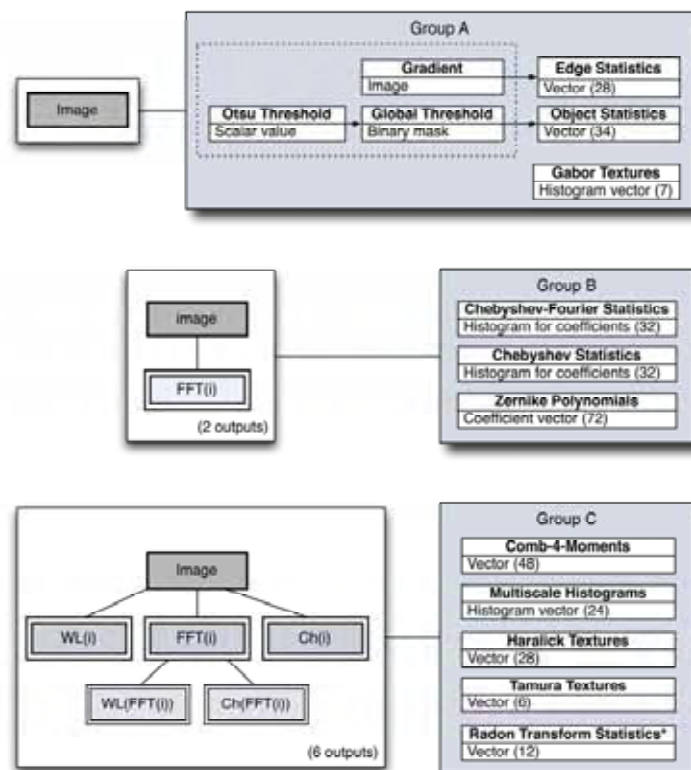 Group A
Gradient
Image
Edge Statistics
Vector (28)
Image
Otsu Threshold
Scalar value
Global Threshold
Binary mask
Object Statistics
Vector (34)
Gabor Textures
Histogram vector (7)
Group B
image
FFT(i)
(2 outputs)
Chebyshev-Fourier Statistics
Histogram for coefficients (32)
Chebyshev Statistics
Histogram for coefficients (32)
Zernike Polynomials
Coefficient vector (72)
Group C
Image
WL(i)
FFT(i)
Ch(i)
WL(FFT(i))
Ch(FFT(i))
(6 outputs)
Comb-4-Moments
Vector (48)
Multiscale Histograms
Histogram vector (24)
Haralick Textures
Vector (28)
Tamura Textures
Vector (6)
Radon Transform Statistics*
Vector (12)